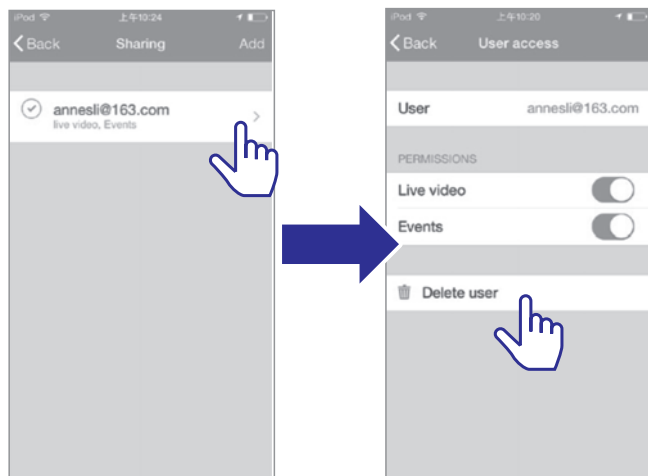 iPod 上午10:24
Back Sharing Add
annesli@163.com
live video, Events
iPod 上午10:20
Back User access
User annesli@163.com
PERMISSIONS
Live video
Events
Delete user